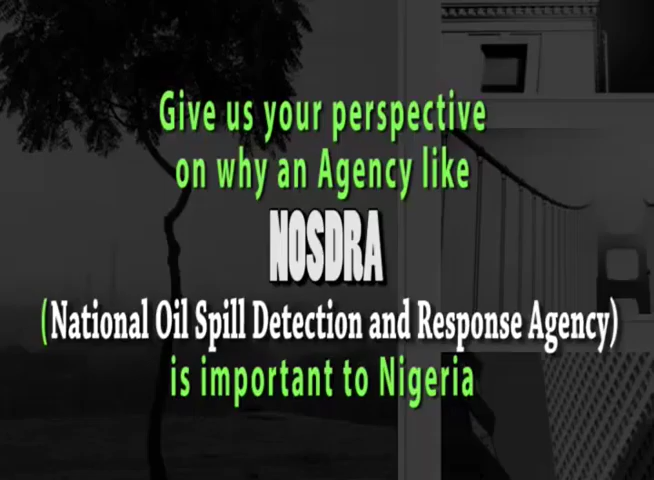 Give us your perspective
on why an Agency like
NOSDRA
(National Oil Spill Detection and Response Agency)
is important to Nigeria